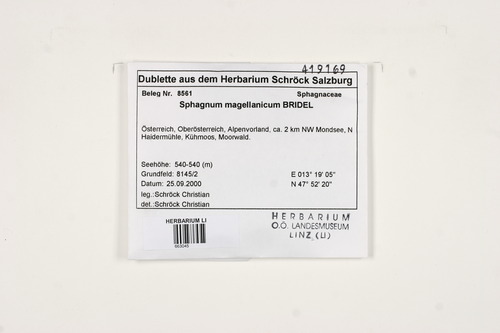 419169
Dublette aus dem Herbarium Schröck Salzburg
Beleg Nr. 8561 Sphagnaceae
Sphagnum magellanicum BRIDEL
Österreich, Oberösterreich, Alpenvorland, ca. 2 km NW Mondsee, N
Haidermühle, Kühmoos, Moorwald.
Seehöhe: 540-540 (m)
Grundfeld: 8145/2 E 013° 19' 05"
Datum: 25.09.2000 N 47° 52' 20"
leg.:Schröck Christian
det.:Schröck Christian
HERBARIUM LI
603045
HERBARIUM
O.Ö. LANDESMUSEUM
LINZ (LI)